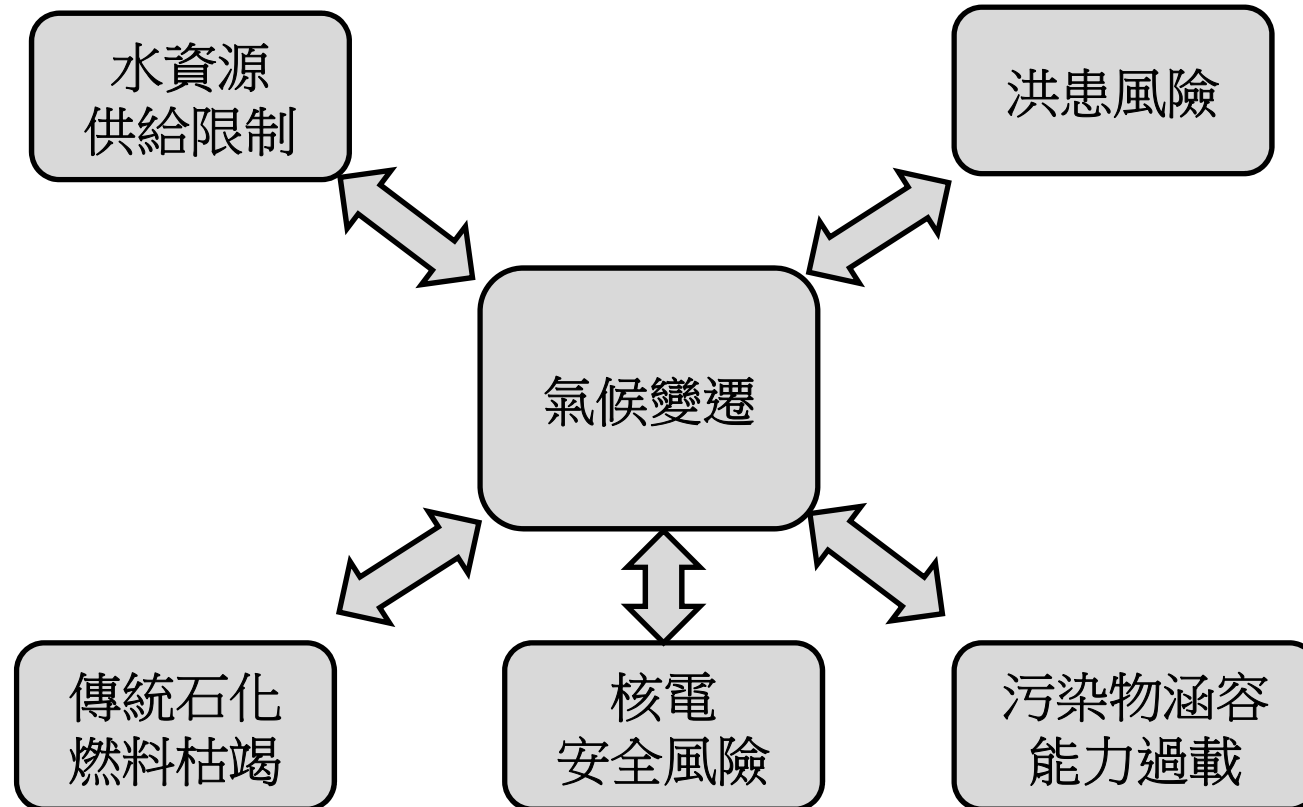 水資源
供給限制
洪患風險
氣候變遷
傳統石化
燃料枯竭
核電
安全風險
污染物涵容
能力過載